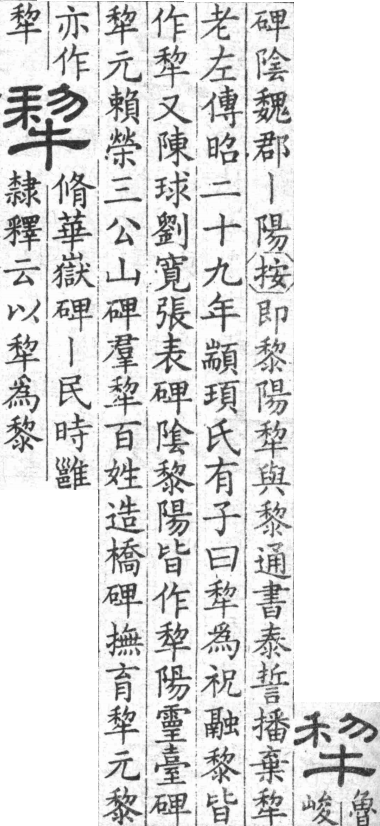 犂
魯
峻
碑陰魏郡丨陽按即黎陽犂與黎通書泰誓播棄犂
老左傳昭二十九年顓頊氏有子曰犂為祝融黎皆
作犂又陳球劉寬張表碑陰黎陽皆作犂陽靈臺碑
犂元賴榮三公山碑羣犂百姓造橋碑撫育犂元黎
亦作
犂
犂
脩華嶽碑丨民時雝
隸釋云以犂為黎